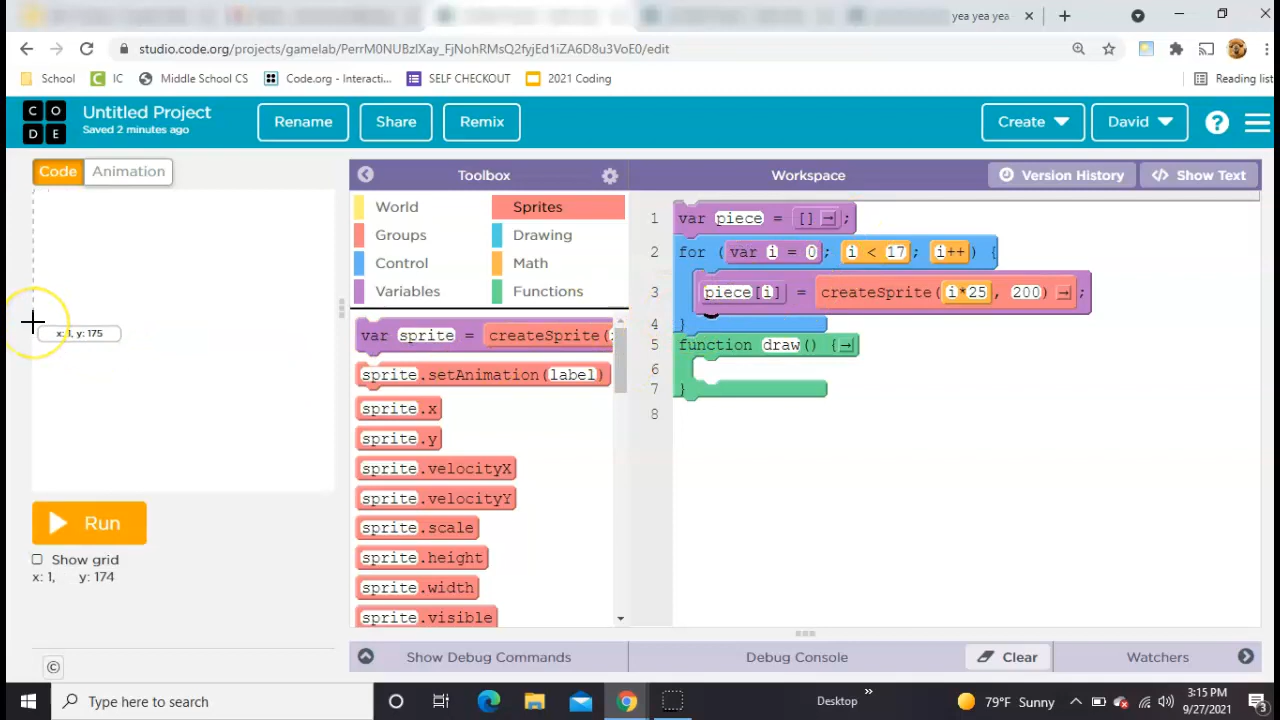 yea yea yea
studio.code.org/projects/gamelab/PerrM0NUBzlXay_FjNohRMsQ2fyjEd1iZA6D8u3VoE0/edit
School IC Middle School CS Code.org - Interacti... SELF CHECKOUT 2021 Coding Reading list
C O D E
Untitled Project
Saved 2 minutes ago
Rename Share Remix Create David ?
Code Animation
Toolbox
Workspace
Version History
</> Show Text
World Sprites
Groups Drawing
Control Math
Variables Functions
var sprite = createSprite(
sprite.setAnimation(label)
sprite.x
sprite.y
sprite.velocityX
sprite.velocityY
sprite.scale
sprite.height
sprite.width
sprite.visible
1 var piece = [] ;
2 for (var i = 0; i < 17; i++) {
3 piece[i] = createSprite(i*25, 200) ;
4 }
5 function draw() {
6
7 }
8
x: 1, y: 175
Run
Show grid
x: 1, y: 174
©
Show Debug Commands Debug Console Clear Watchers
Type here to search
Desktop
»
79°F Sunny
3:15 PM
9/27/2021
3